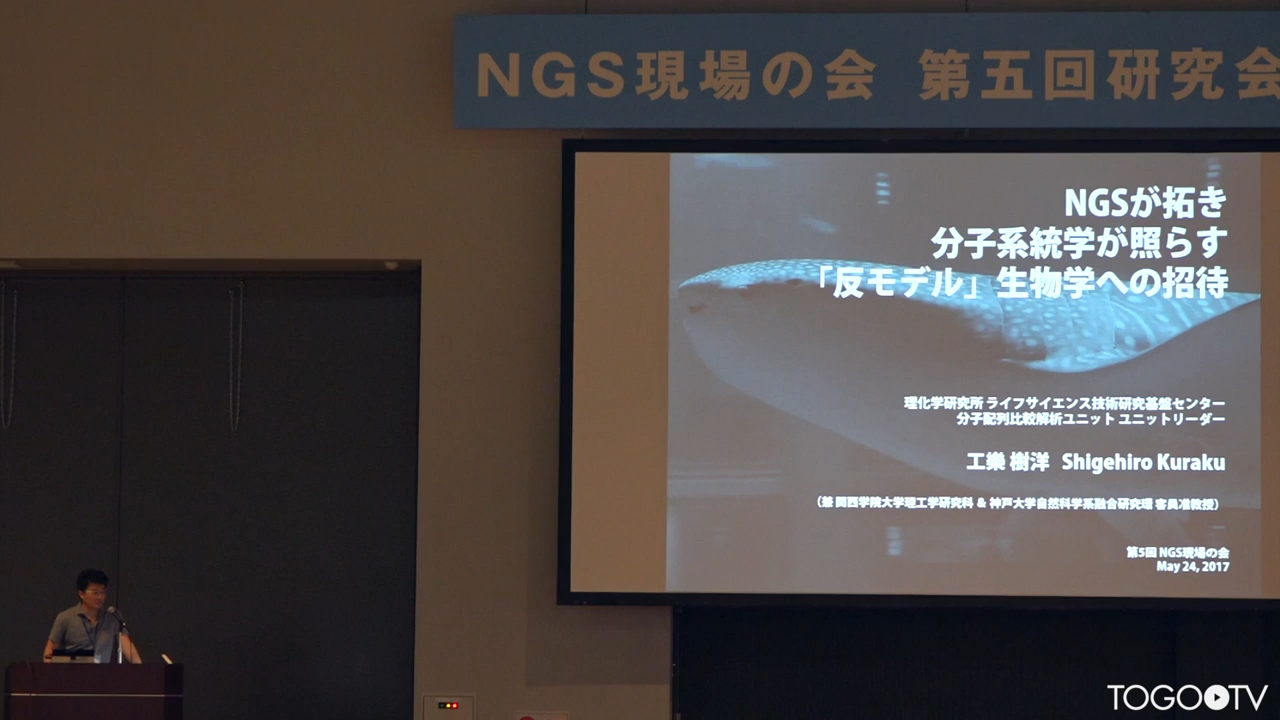 NGS現場の会 第五回研究会
NGSが拓き
分子系統学が照らす
「反モデル」生物学への招待
理化学研究所 ライフサイエンス技術研究基盤センター
分子配列比較解析ユニット ユニットリーダー
工樂 樹洋 Shigehiro Kuraku
（兼 関西学院大学理工学研究科 & 神戸大学自然科学系融合研究環 客員准教授）
第5回 NGS現場の会
May 24, 2017
TOGOTV